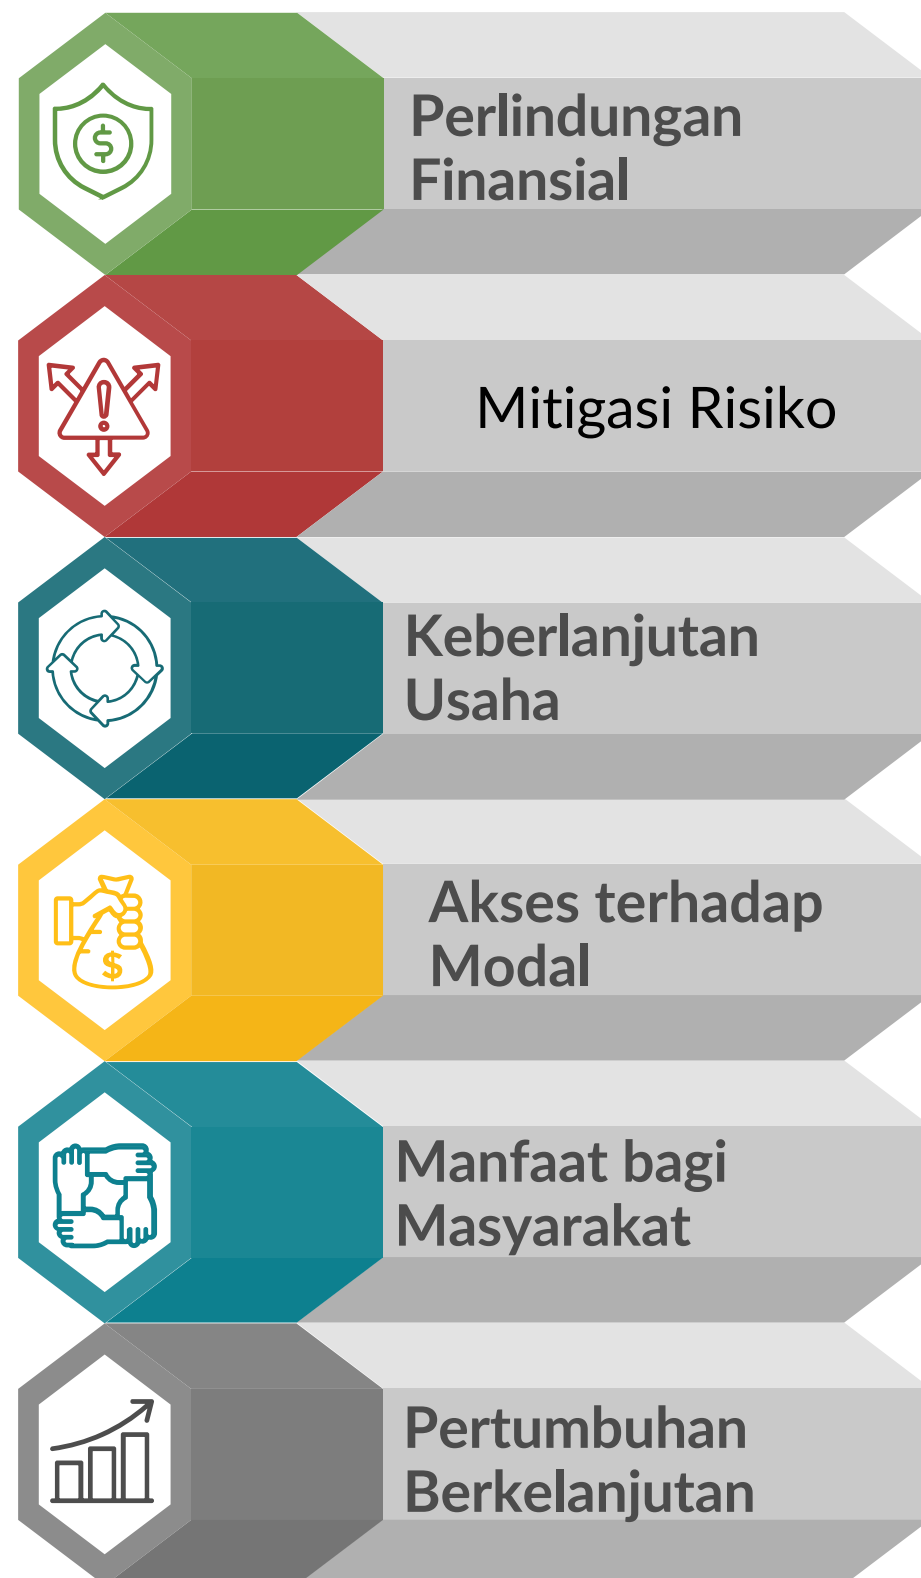 Perlindungan
Finansial
Mitigasi Risiko
Keberlanjutan
Usaha
Akses terhadap
Modal
Manfaat bagi
Masyarakat
Pertumbuhan
Berkelanjutan